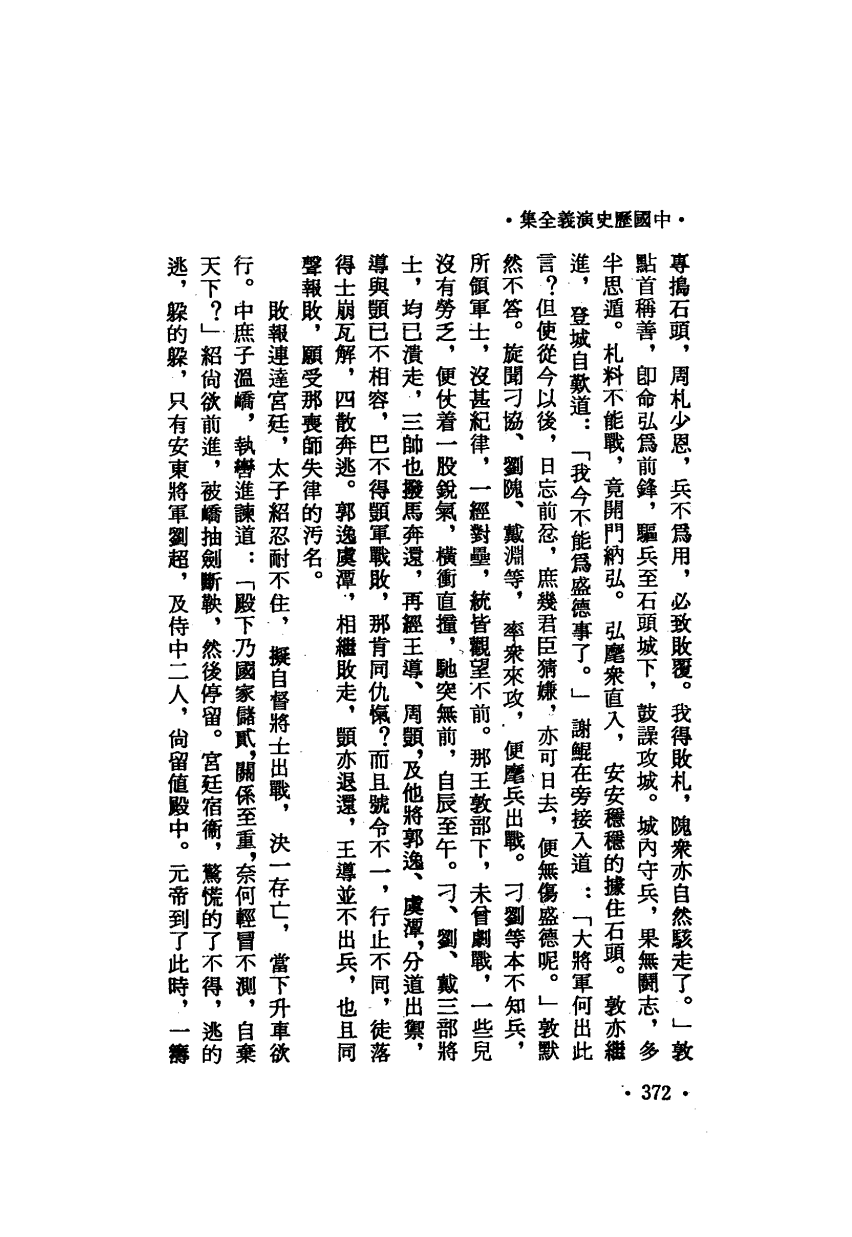 •中國歷史演義全集•
專搗石頭，周札少恩，兵不爲用，必致敗覆。我得敗札，隗衆亦自然駭走了。」敦
點首稱善，卽命弘爲前鋒，驅兵至石頭城下，鼓譟攻城。城內守兵，果無鬭志，多
半思遁。札料不能戰，竟開門納弘。弘麾衆直入，安安穩穩的據住石頭。敦亦繼
進，登城自歎道：「我今不能爲盛德事了。」謝鯤在旁接入道：「大將軍何出此
言？但使從今以後，日忘前忿，庶幾君臣猜嫌，亦可日去，便無傷盛德呢。」敦默
然不答。旋聞刁協、劉隗、戴淵等，率衆來攻，便麾兵出戰。刁劉等本不知兵，
所領軍士，沒甚紀律，一經對壘，統皆觀望不前。那王敦部下，未曾劇戰，一些兒
沒有勞乏，便仗着一股銳氣，橫衝直撞，馳突無前，自辰至午。刁、劉、戴三部將
士，均已潰走，三帥也撥馬奔還，再經王導、周顗，及他將郭逸、虞潭，分道出禦，
導與顗已不相容，巴不得顗軍戰敗，那肯同仇愾？而且號令不一，行止不同，徒落
得士崩瓦解，四散奔逃。郭逸虞潭，相繼敗走，顗亦退還，王導並不出兵，也且同
聲報敗，願受那喪師失律的汚名。
敗報連達宮廷，太子紹忍耐不住，擬自督將士出戰，決一存亡，當下升車欲
行。中庶子溫嶠，執轡進諫道：「殿下乃國家儲貳，關係至重，奈何輕冒不測，自棄
天下？」紹尙欲前進，被嶠抽劍斷鞅，然後停留。宮廷宿衞，驚慌的了不得，逃的
逃，躱的躱，只有安東將軍劉超，及侍中二人，尙留値殿中。元帝到了此時，一籌
•372•